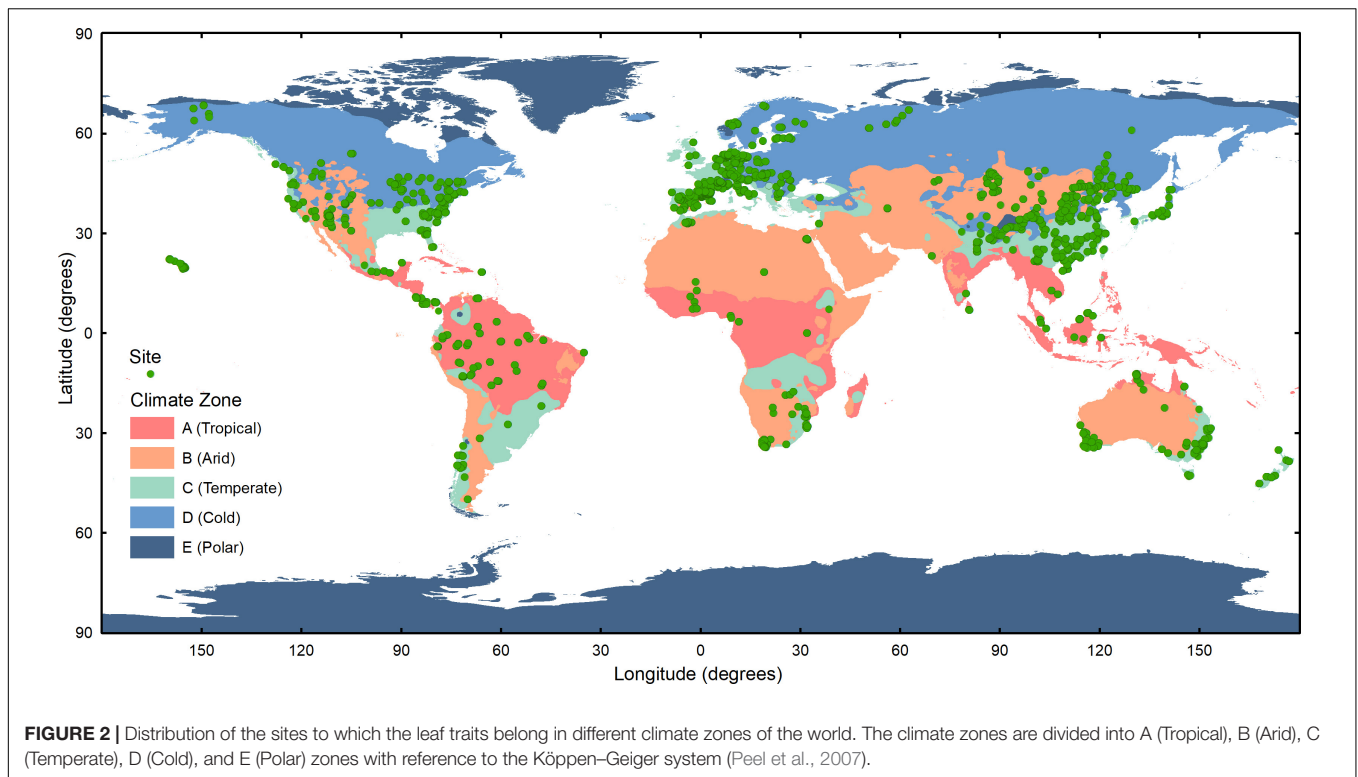 90
60
30
0
30
60
90
Latitude (degrees)
150
120
90
60
30
0
30
60
90
120
150
Longitude (degrees)
Site
Climate Zone
A (Tropical)
B (Arid)
C (Temperate)
D (Cold)
E (Polar)
FIGURE 2 | Distribution of the sites to which the leaf traits belong in different climate zones of the world. The climate zones are divided into A (Tropical), B (Arid), C
(Temperate), D (Cold), and E (Polar) zones with reference to the Köppen–Geiger system (Peel et al., 2007).